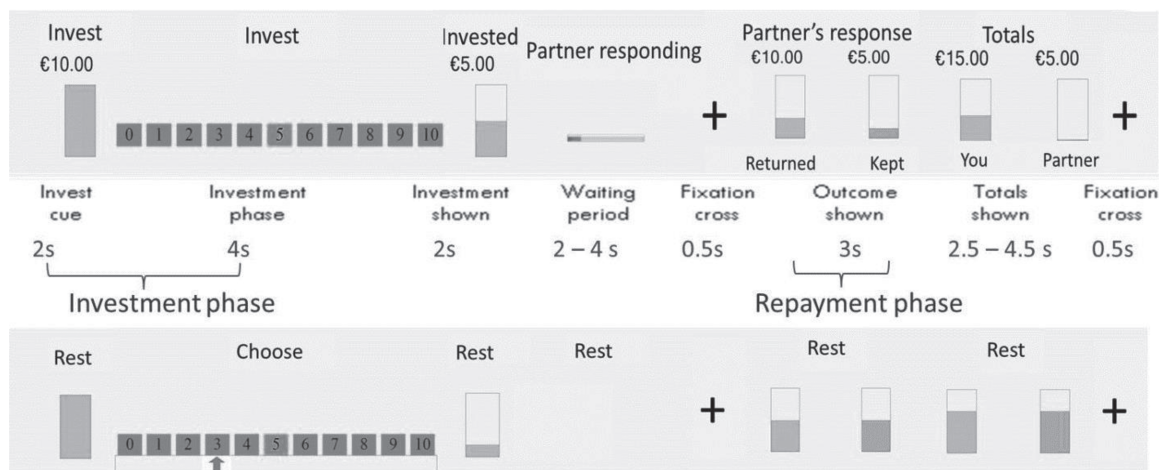 Invest Invest Invested Partner responding Partner's response Totals
€10.00 €5.00 €10.00 €5.00 €15.00 €5.00
+ +
0 1 2 3 4 5 6 7 8 9 10
Returned Kept You Partner
Invest Investment Investment Waiting Fixation Outcome Totals Fixation
cue phase shown period cross shown shown cross
2s 4s 2s 2 – 4 s 0.5s 3s 2.5 – 4.5 s 0.5s
Investment phase Repayment phase
Rest Choose Rest Rest Rest Rest
+ +
0 1 2 3 4 5 6 7 8 9 10